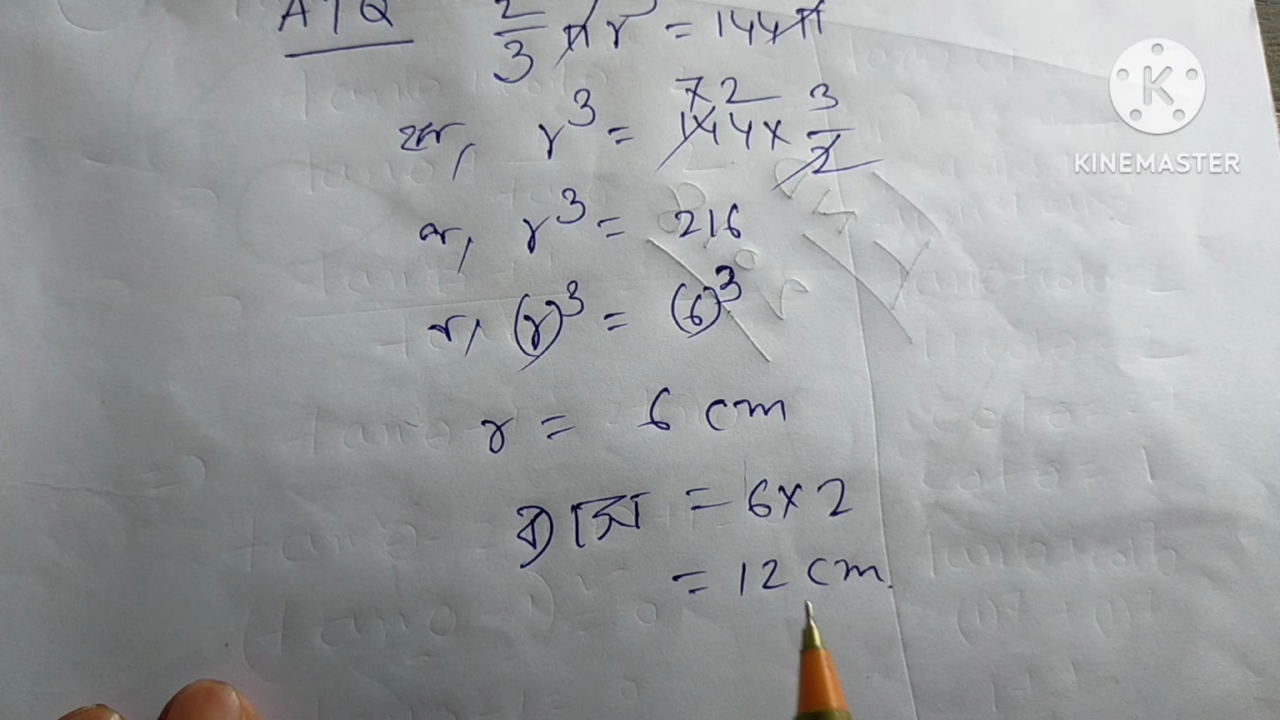 A/Q 2/3 πr³ = 144π
বা, r³ = 144 × 3/2 72
বা, r³ = 216
বা, (r)³ = (6)³
r = 6 cm
ব্যাস = 6×2
= 12 cm.
K
KINEMASTER